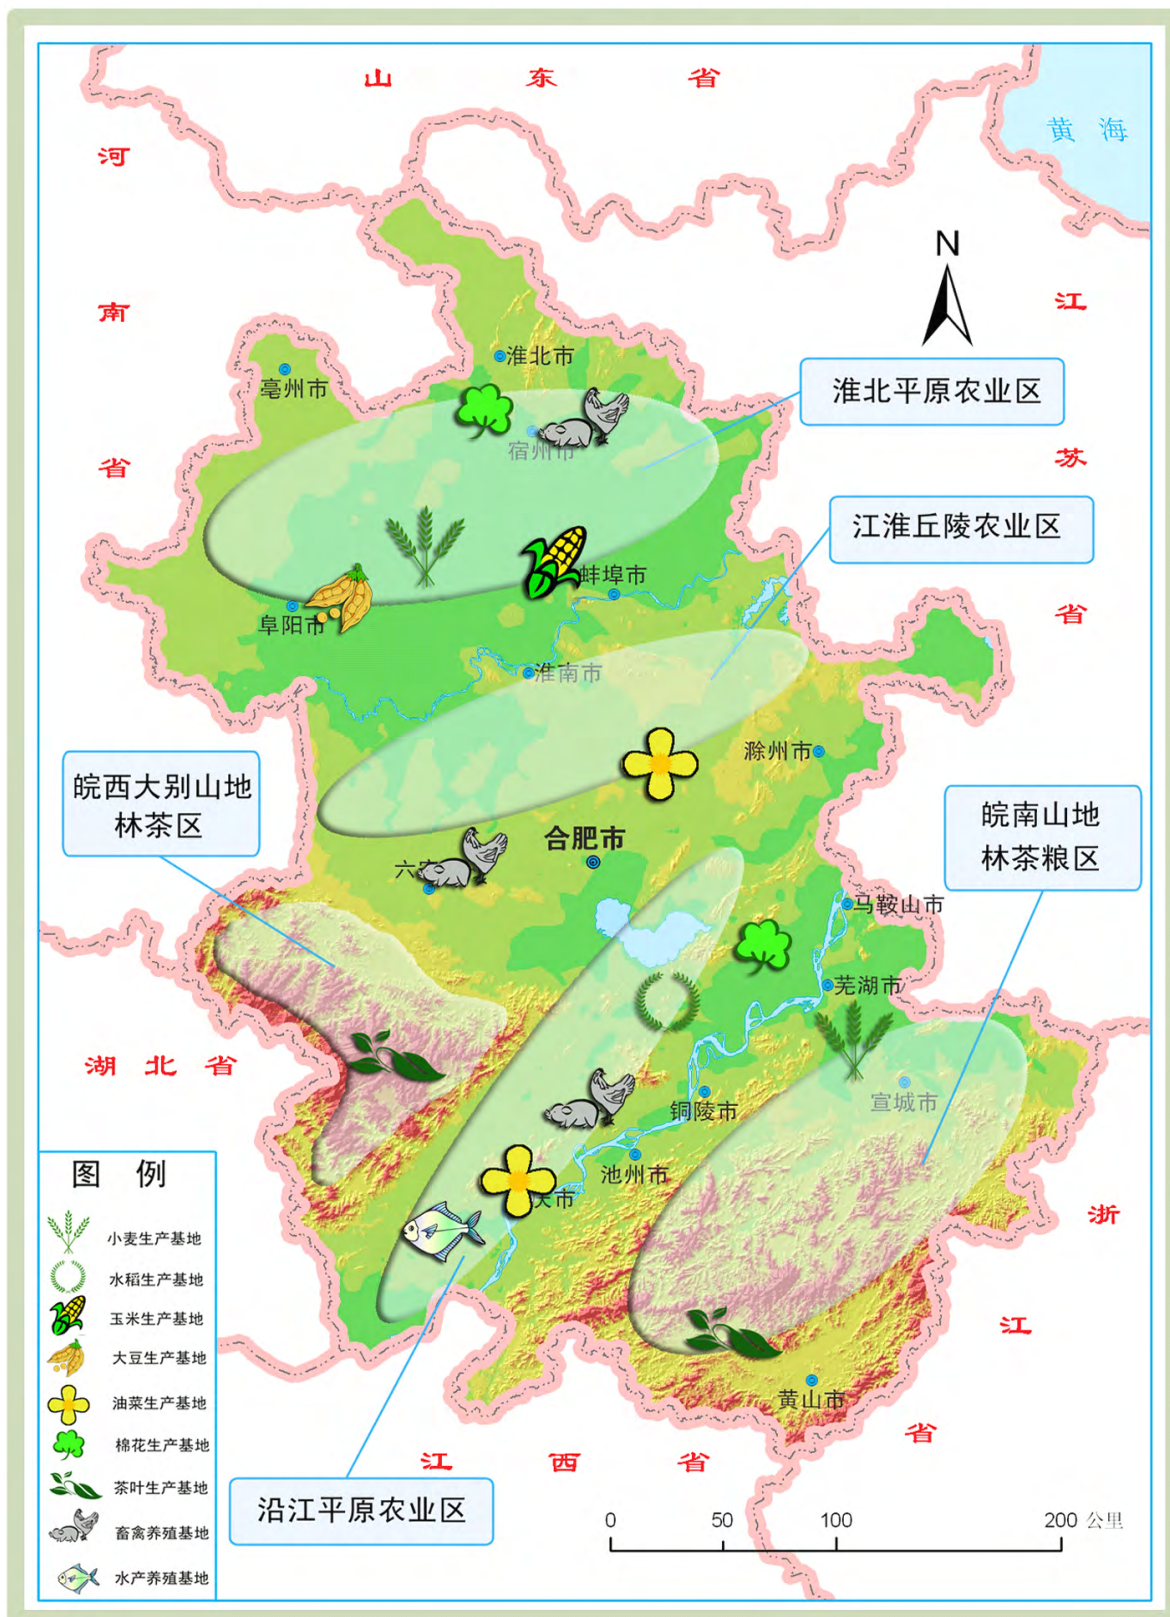 山东省
黄海
河南省
N
江苏省
淮北市
亳州市
淮北平原农业区
宿州市
江淮丘陵农业区
蚌埠市
阜阳市
淮南市
滁州市
皖西大别山地
林茶区
皖南山地
林茶粮区
合肥市
六
马鞍山市
芜湖市
湖北省
宣城市
铜陵市
池州市
庆市
浙江省
黄山市
江西省
沿江平原农业区
图例
小麦生产基地
水稻生产基地
玉米生产基地
大豆生产基地
油菜生产基地
棉花生产基地
茶叶生产基地
畜禽养殖基地
水产养殖基地
0 50 100 200 公里